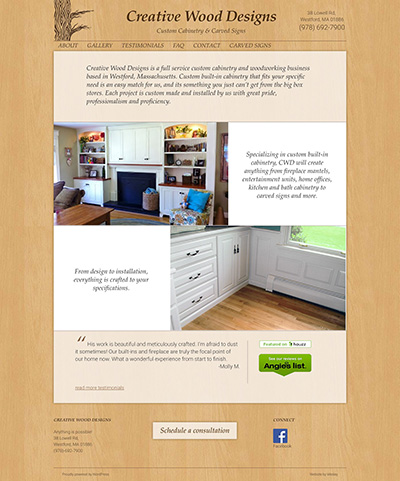 Creative Wood Designs
Custom Cabinetry & Carved Signs
38 Lowell Rd,
Westford, MA 01886
(978) 692-7900
ABOUT GALLERY TESTIMONIALS FAQ CONTACT CARVED SIGNS
Creative Wood Designs is a full service custom cabinetry and woodworking business
based in Westford, Massachusetts. Custom built-in cabinetry that fits your specific
need is an easy match for us, and its something you just can't get from the big box
stores. Each project is custom made and installed by us with great pride,
professionalism and proficiency.
Specializing in custom built-in
cabinetry, CWD will create
anything from fireplace mantels,
entertainment units, home offices,
kitchen and bath cabinetry to
carved signs and more.
From design to installation,
everything is crafted to your
specifications.
“ His work is beautiful and meticulously crafted. I'm afraid to dust
it sometimes! Our built-ins and fireplace are truly the focal point of
our home now. What a wonderful experience from start to finish.
-Molly M.
read more testimonials
Featured on houzz
See our reviews on
Angie's list
CREATIVE WOOD DESIGNS
Anything is possible!
38 Lowell Rd,
Westford, MA 01886
(978) 692-7900
Schedule a consultation
CONNECT
f
Facebook
Proudly powered by WordPress
Website by